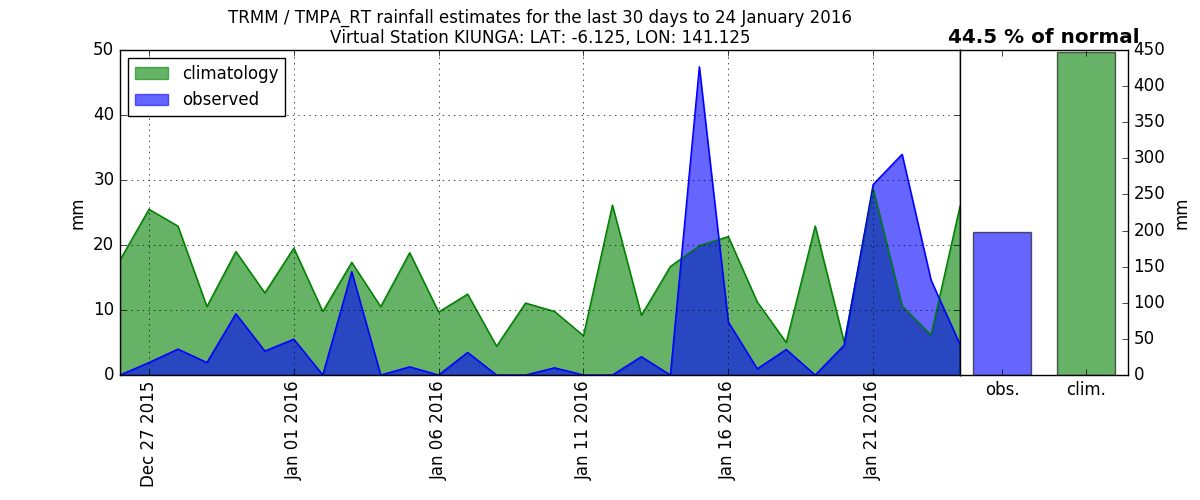 TRMM / TMPA_RT rainfall estimates for the last 30 days to 24 January 2016
Virtual Station KIUNGA: LAT: -6.125, LON: 141.125
44.5 % of normal
climatology
observed
50
40
30
20
10
0
mm
Dec 27 2015
Jan 01 2016
Jan 06 2016
Jan 11 2016
Jan 16 2016
Jan 21 2016
obs.
clim.
450
400
350
300
250
200
150
100
50
0
mm